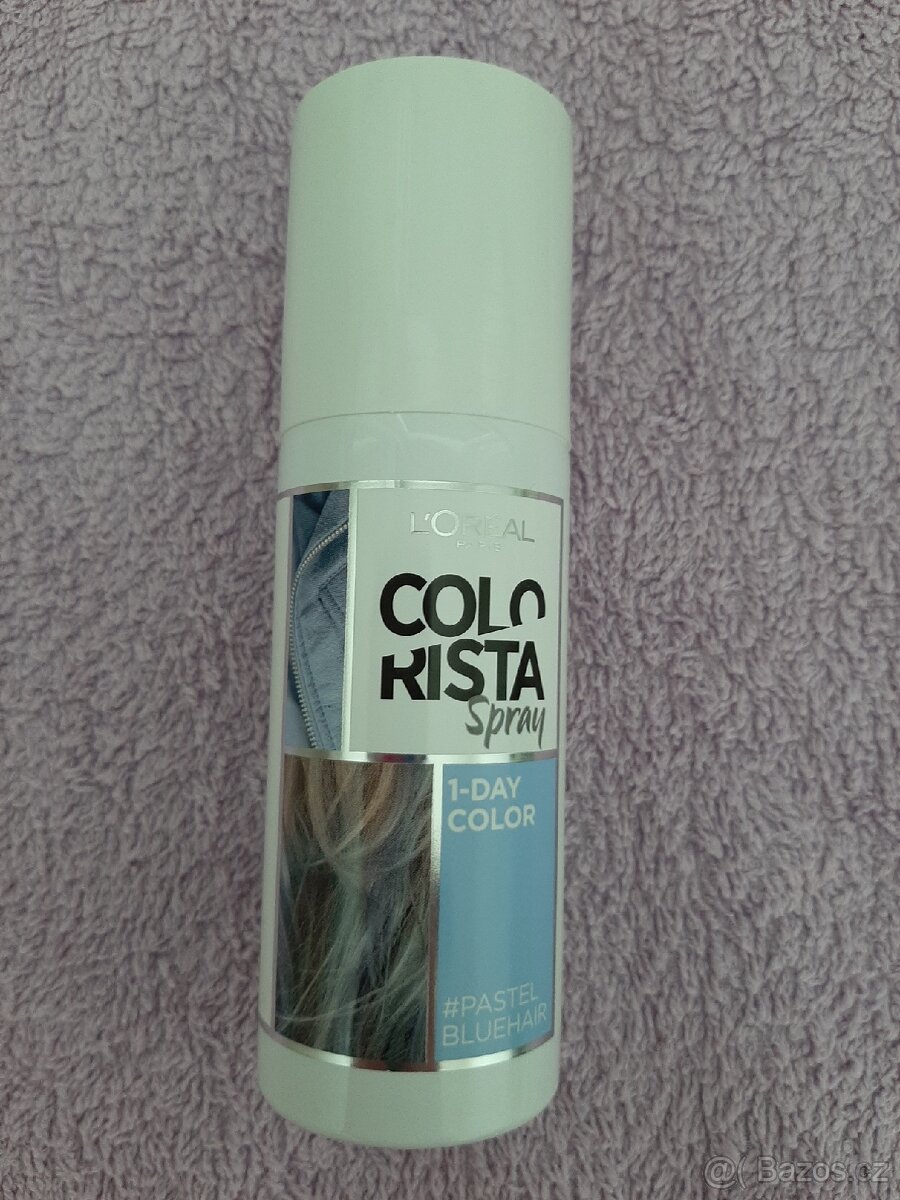 L'ORÉAL
PARIS
COLO
RISTA
Spray
1-DAY
COLOR
#PASTEL
BLUEHAIR
@( Bazos.cz